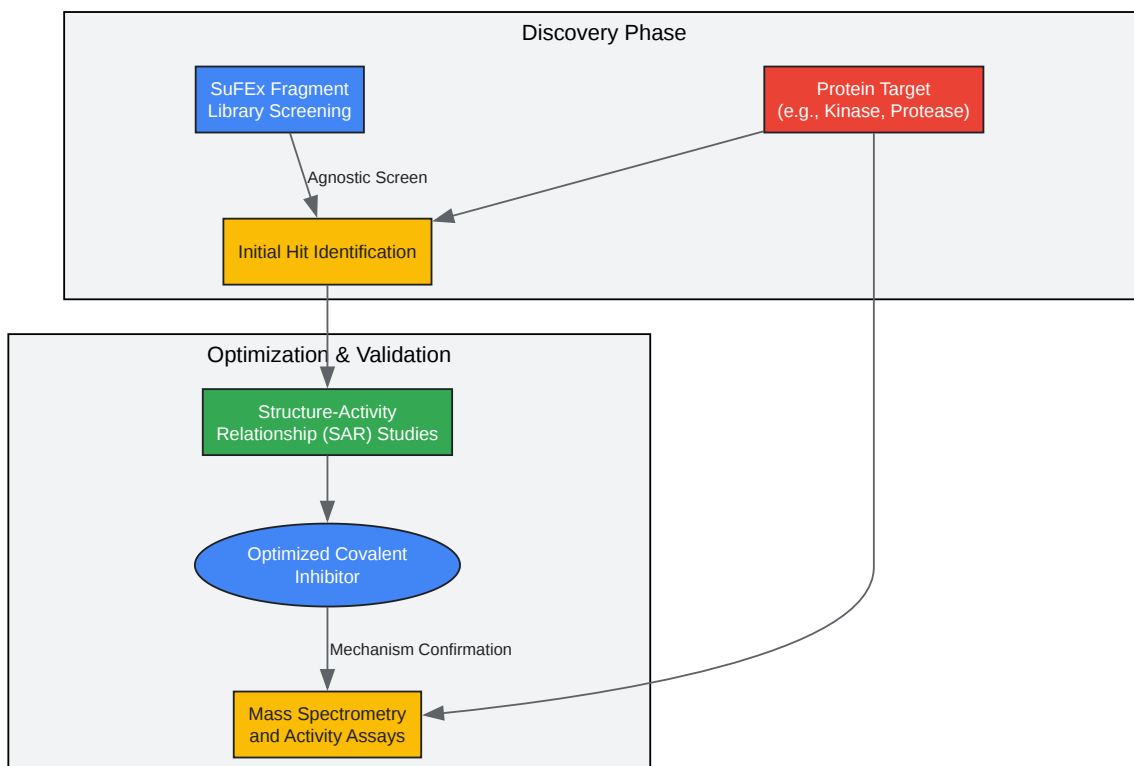 Discovery Phase
SuFEx Fragment
Library Screening
Protein Target
(e.g., Kinase, Protease)
Agnostic Screen
Initial Hit Identification
Optimization & Validation
Structure-Activity
Relationship (SAR) Studies
Optimized Covalent
Inhibitor
Mechanism Confirmation
Mass Spectrometry
and Activity Assays